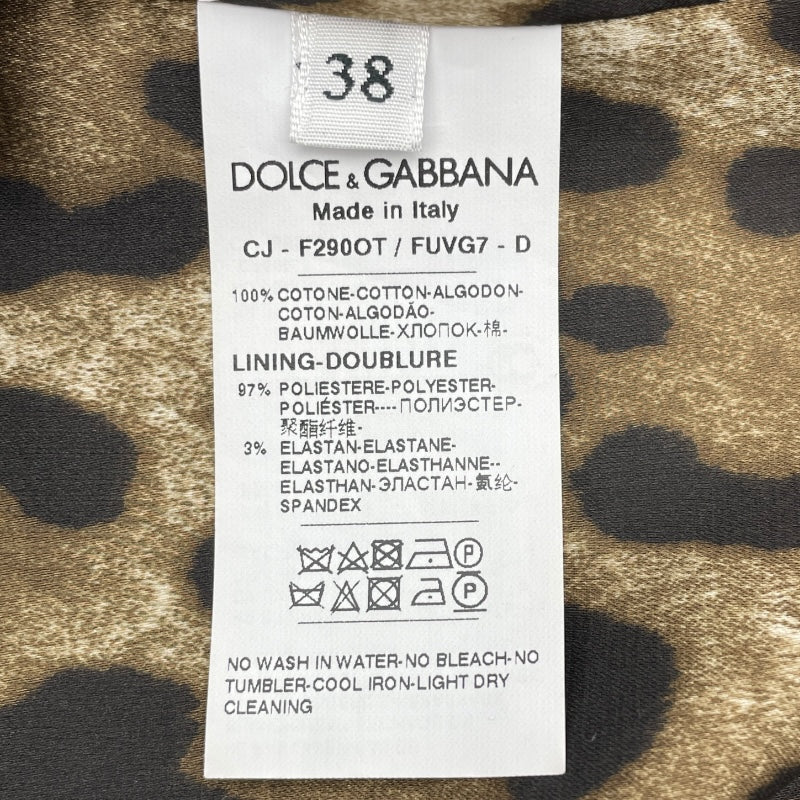 38
DOLCE & GABBANA
Made in Italy
CJ - F290OT / FUVG7 - D
100% COTONE-COTTON-ALGODON-
COTON-ALGODÃO-
BAUMWOLLE-ХЛОПОК-棉-
LINING-DOUBLURE
97% POLIESTERE-POLYESTER-
POLIÉSTER----ПОЛИЭСТЕР-
聚酯纤维-
3% ELASTAN-ELASTANE-
ELASTANO-ELASTHANNE--
ELASTHAN-ЭЛАСТАН-氨纶-
SPANDEX
P
P
NO WASH IN WATER-NO BLEACH-NO
TUMBLER-COOL IRON-LIGHT DRY
CLEANING